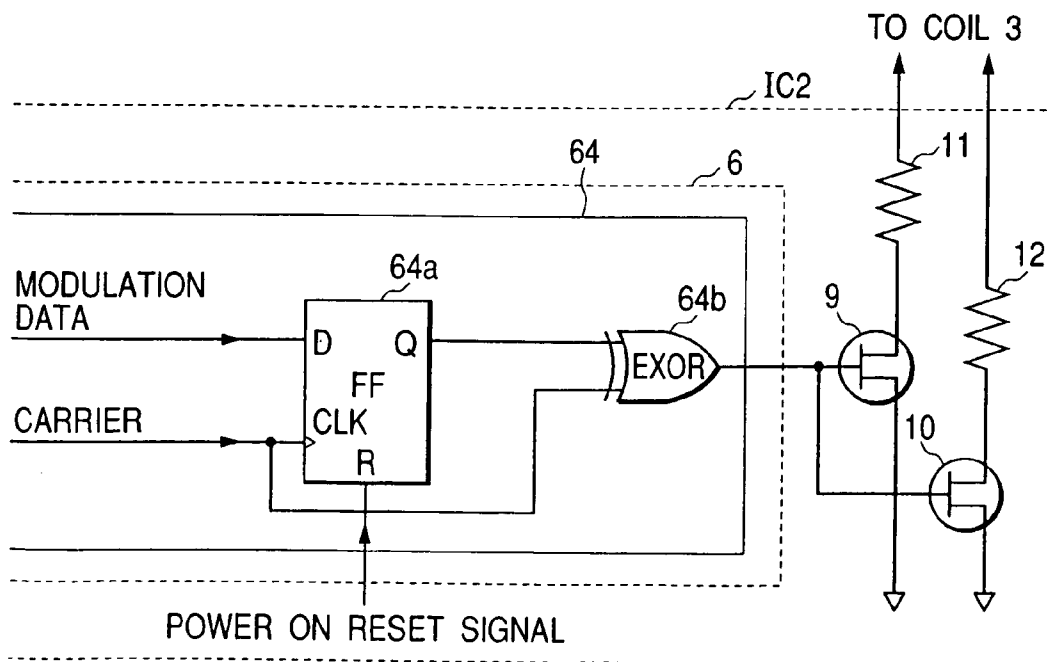 TO COIL 3
IC2
11
64
6
12
MODULATION
DATA
64a
64b
9
D Q
EXOR
FF
CARRIER
CLK
10
R
POWER ON RESET SIGNAL